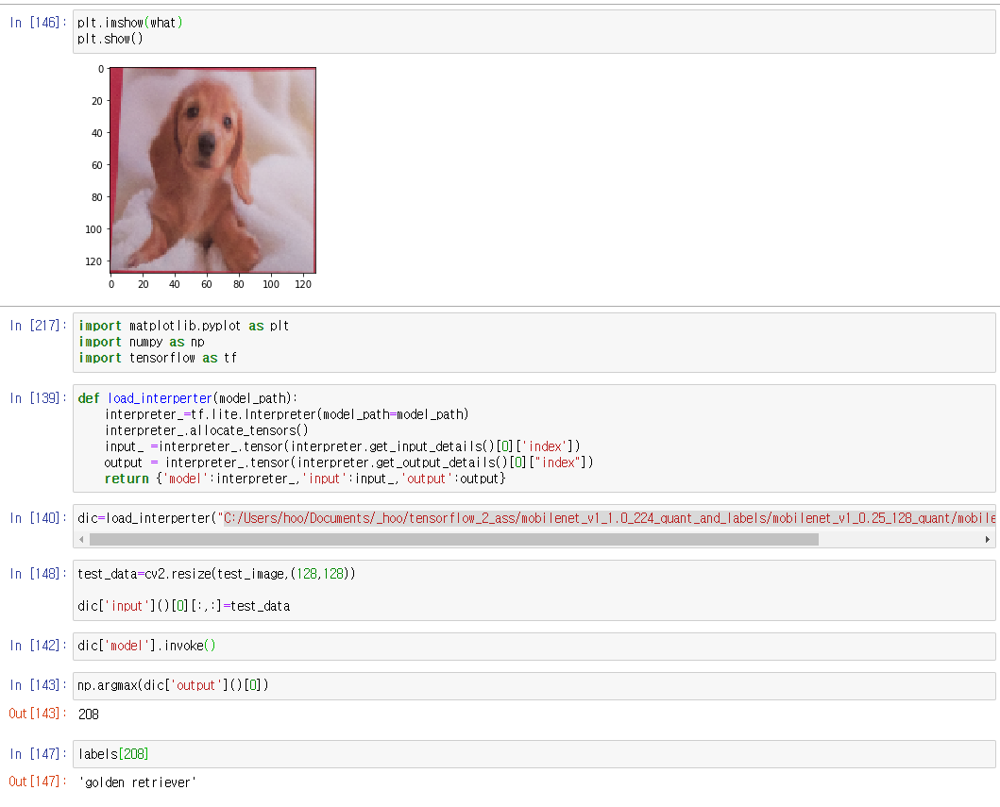 In [146]: plt.imshow(what)
plt.show()
0
20
40
60
80
100
120
0 20 40 60 80 100 120
In [217]: import matplotlib.pyplot as plt
import numpy as np
import tensorflow as tf
In [139]: def load_interperter(model_path):
interpreter_=tf.lite.Interpreter(model_path=model_path)
interpreter_.allocate_tensors()
input_ =interpreter_.tensor(interpreter.get_input_details()[0]['index'])
output = interpreter_.tensor(interpreter.get_output_details()[0]["index"])
return {'model':interpreter_,'input':input_,'output':output}
In [140]: dic=load_interperter("C:/Users/hoo/Documents/_hoo/tensorflow_2_ass/mobilenet_v1_1.0_224_quant_and_labels/mobilenet_v1_0.25_128_quant/mobile
In [148]: test_data=cv2.resize(test_image,(128,128))
dic['input']()[0][:,:]=test_data
In [142]: dic['model'].invoke()
In [143]: np.argmax(dic['output']()[0])
Out[143]: 208
In [147]: labels[208]
Out[147]: 'golden retriever'